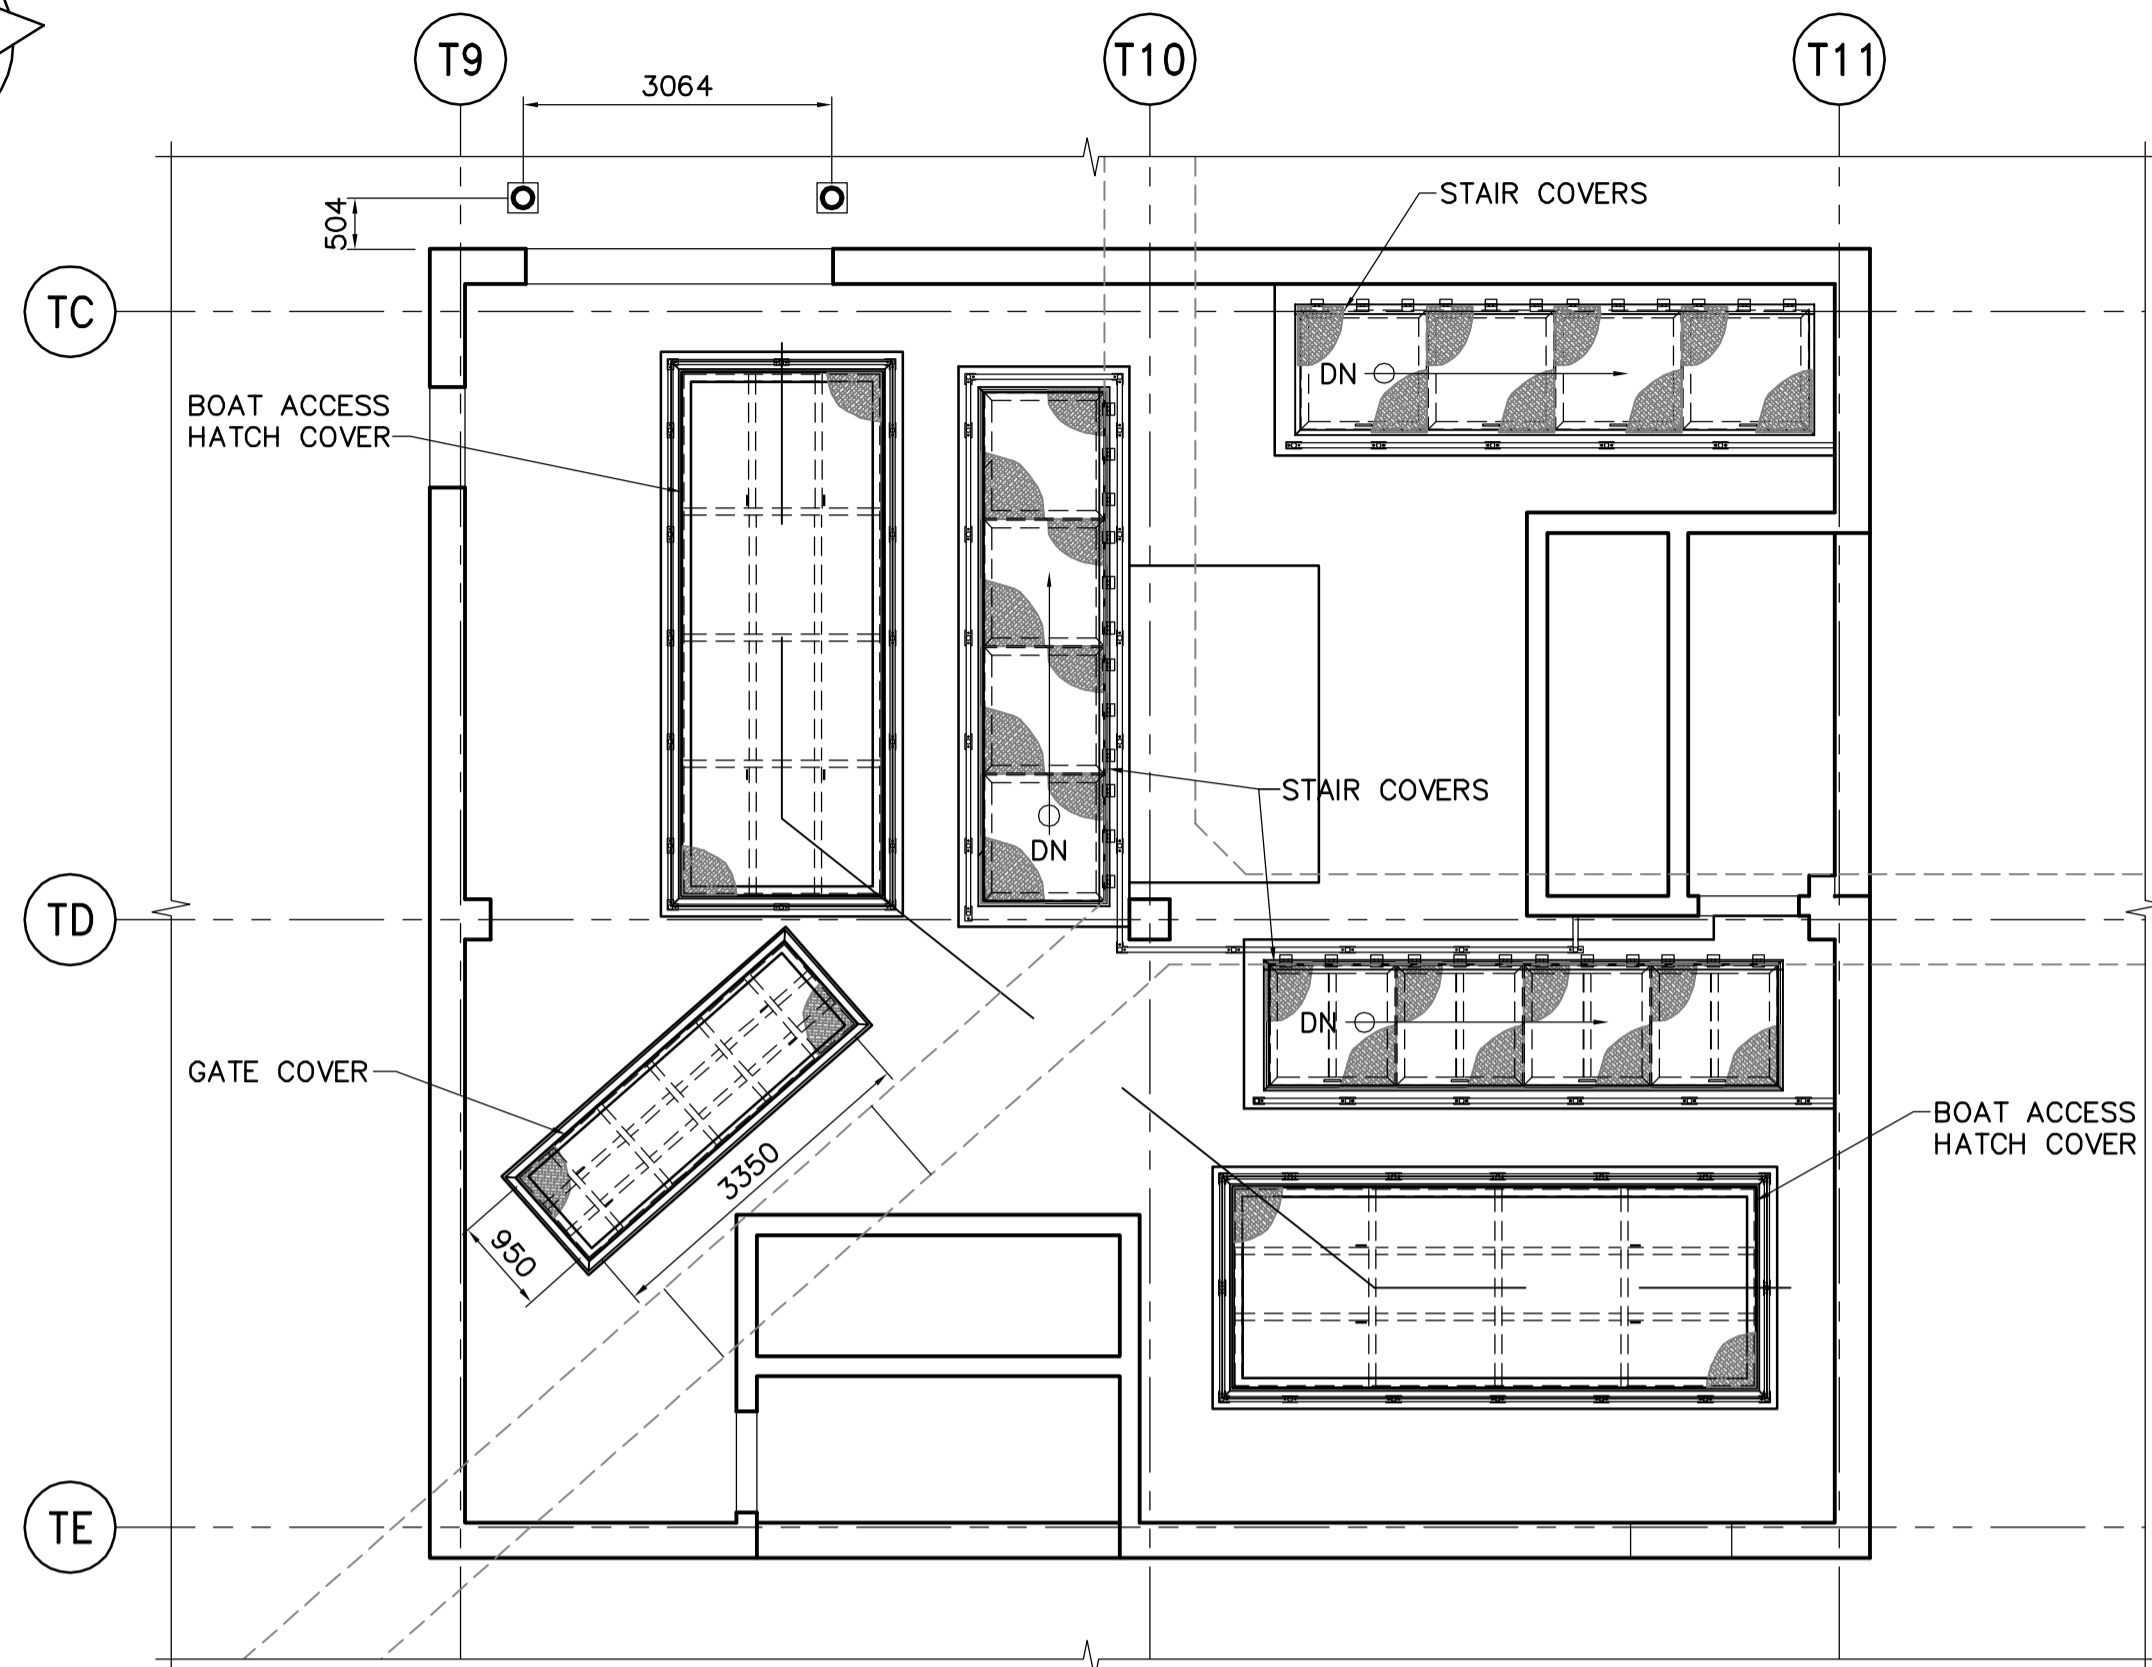 T9
T10
T11
3064
STAIR COVERS
504
TC
DN
BOAT ACCESS
HATCH COVER
STAIR COVERS
DN
TD
DN
GATE COVER
BOAT ACCESS
HATCH COVER
3350
950
TE